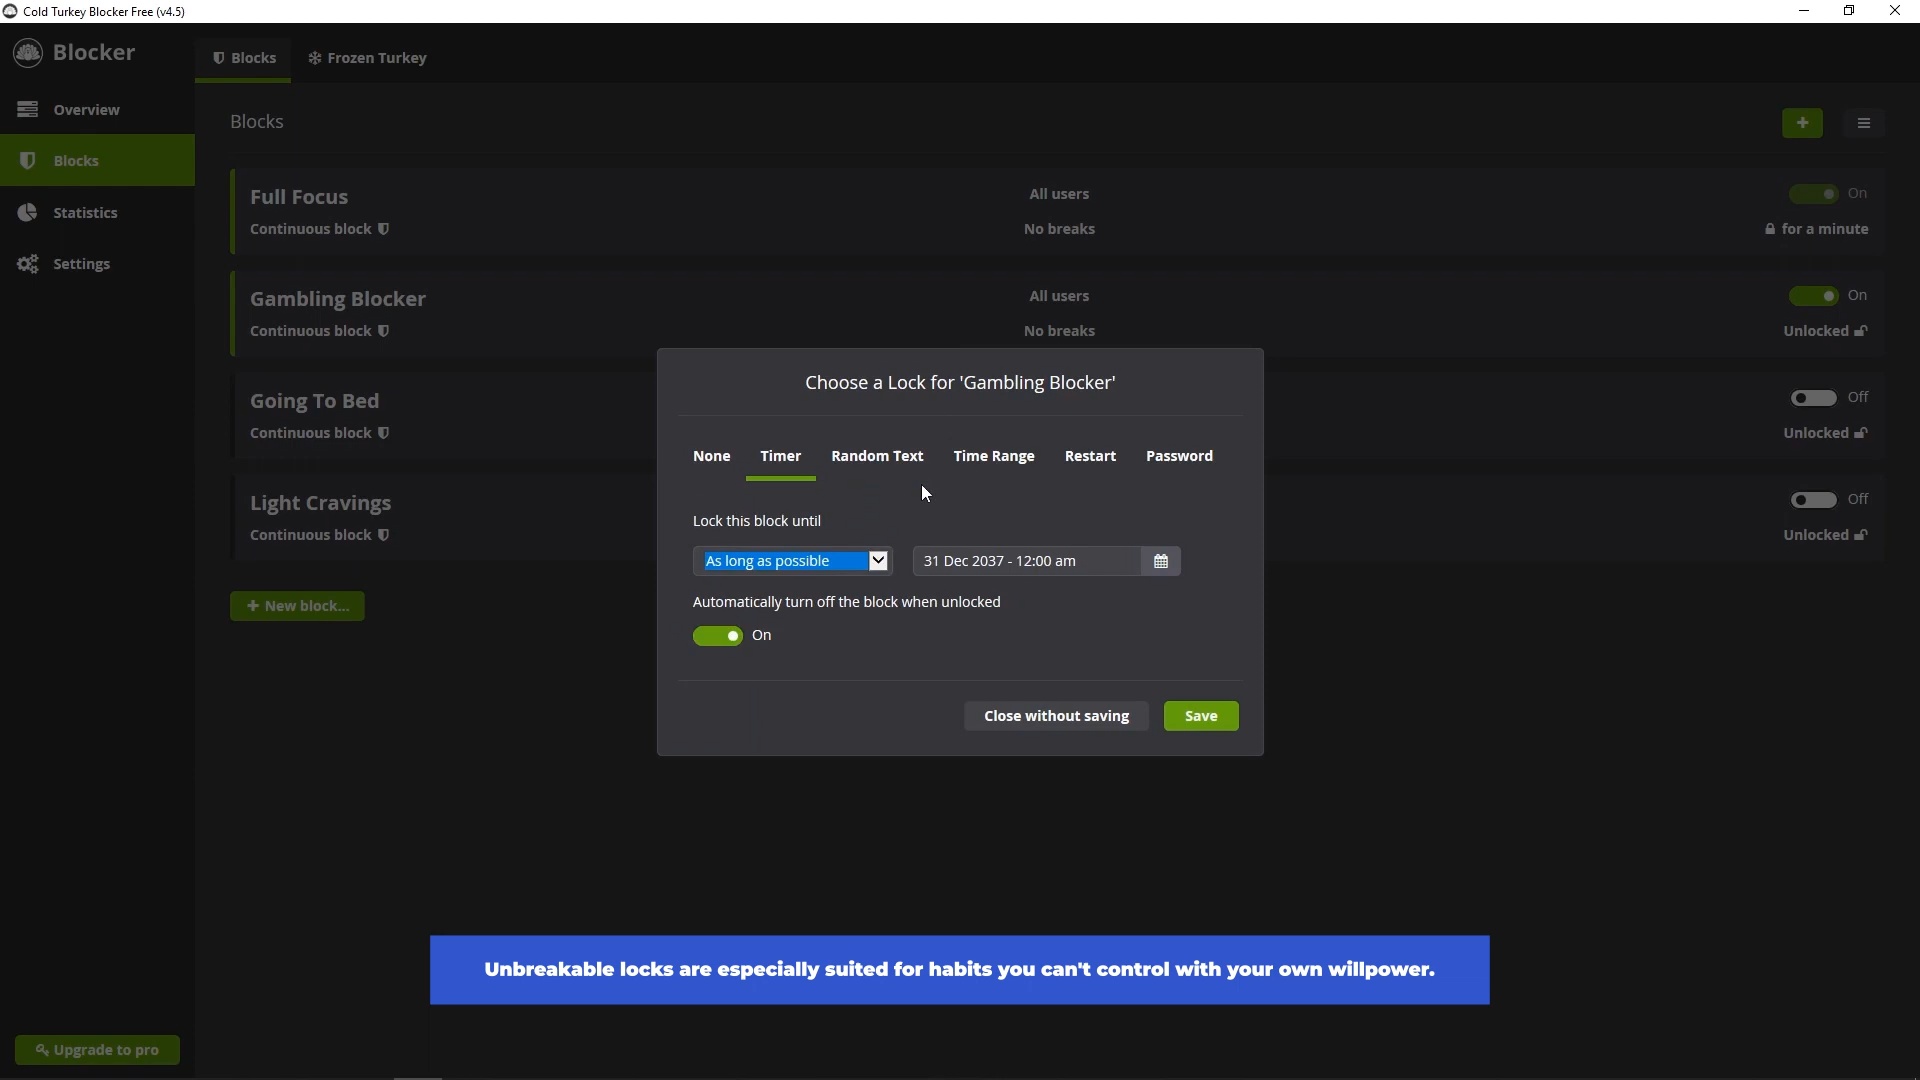 Cold Turkey Blocker Free (v4.5)
Blocker
Blocks
Frozen Turkey
Overview
Blocks
Statistics
Settings
Blocks
Full Focus
All users
On
Continuous block
No breaks
for a minute
Gambling Blocker
All users
On
Continuous block
No breaks
Unlocked
Going To Bed
Off
Continuous block
Unlocked
Light Cravings
Off
Continuous block
Unlocked
+ New block...
Choose a Lock for 'Gambling Blocker'
None Timer Random Text Time Range Restart Password
Lock this block until
As long as possible
31 Dec 2037 - 12:00 am
Automatically turn off the block when unlocked
On
Close without saving
Save
Unbreakable locks are especially suited for habits you can't control with your own willpower.
Upgrade to pro